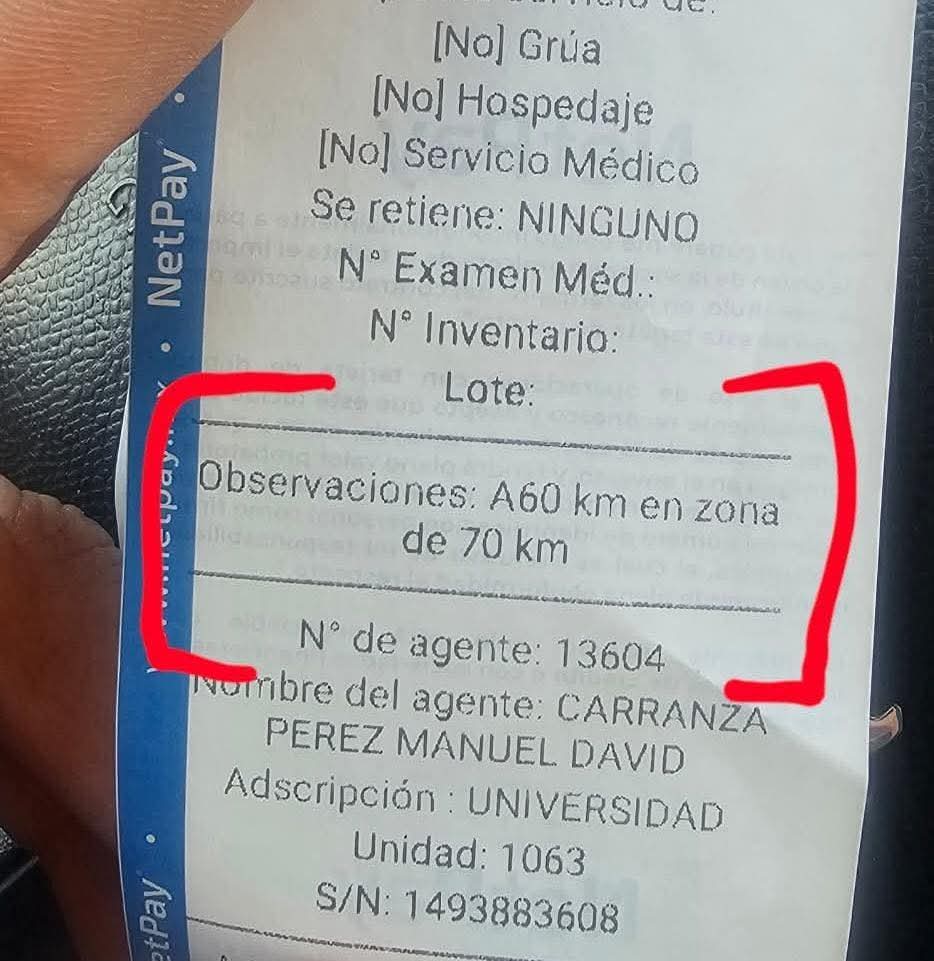 [No] Grúa
[No] Hospedaje
[No] Servicio Médico
Se retiene: NINGUNO
N° Examen Méd.:
N° Inventario:
Lote:
Observaciones: A60 km en zona
de 70 km
N° de agente: 13604
Nombre del agente: CARRANZA
PEREZ MANUEL DAVID
Adscripción : UNIVERSIDAD
Unidad: 1063
S/N: 1493883608
NetPay